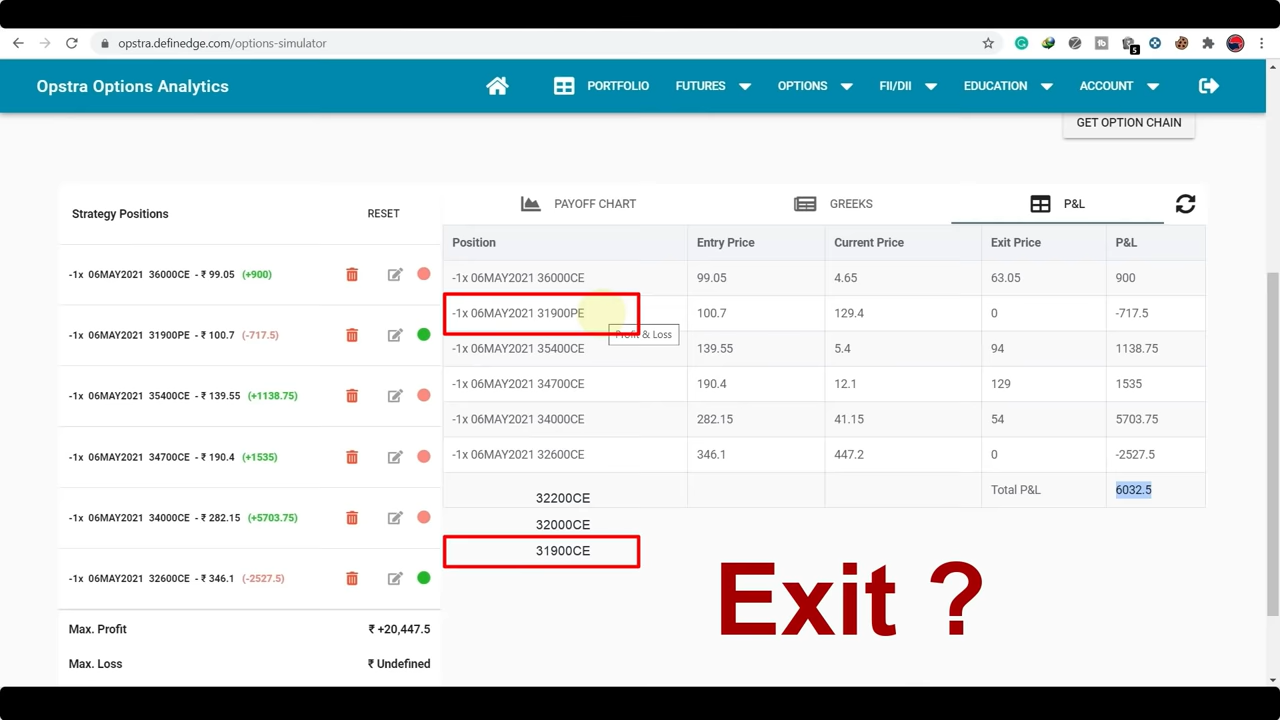 opstra.definedge.com/options-simulator
5
Opstra Options Analytics
PORTFOLIO
FUTURES
OPTIONS
FII/DII
EDUCATION
ACCOUNT
GET OPTION CHAIN
Strategy Positions RESET
-1x 06MAY2021 36000CE - ₹ 99.05 (+900)
-1x 06MAY2021 31900PE - ₹ 100.7 (-717.5)
-1x 06MAY2021 35400CE - ₹ 139.55 (+1138.75)
-1x 06MAY2021 34700CE - ₹ 190.4 (+1535)
-1x 06MAY2021 34000CE - ₹ 282.15 (+5703.75)
-1x 06MAY2021 32600CE - ₹ 346.1 (-2527.5)
Max. Profit ₹ +20,447.5
Max. Loss ₹ Undefined
PAYOFF CHART
GREEKS
P&L
Position Entry Price Current Price Exit Price P&L
-1x 06MAY2021 36000CE 99.05 4.65 63.05 900
-1x 06MAY2021 31900PE 100.7 129.4 0 -717.5
Profit & Loss
-1x 06MAY2021 35400CE 139.55 5.4 94 1138.75
-1x 06MAY2021 34700CE 190.4 12.1 129 1535
-1x 06MAY2021 34000CE 282.15 41.15 54 5703.75
-1x 06MAY2021 32600CE 346.1 447.2 0 -2527.5
Total P&L 6032.5
32200CE
32000CE
31900CE
Exit ?